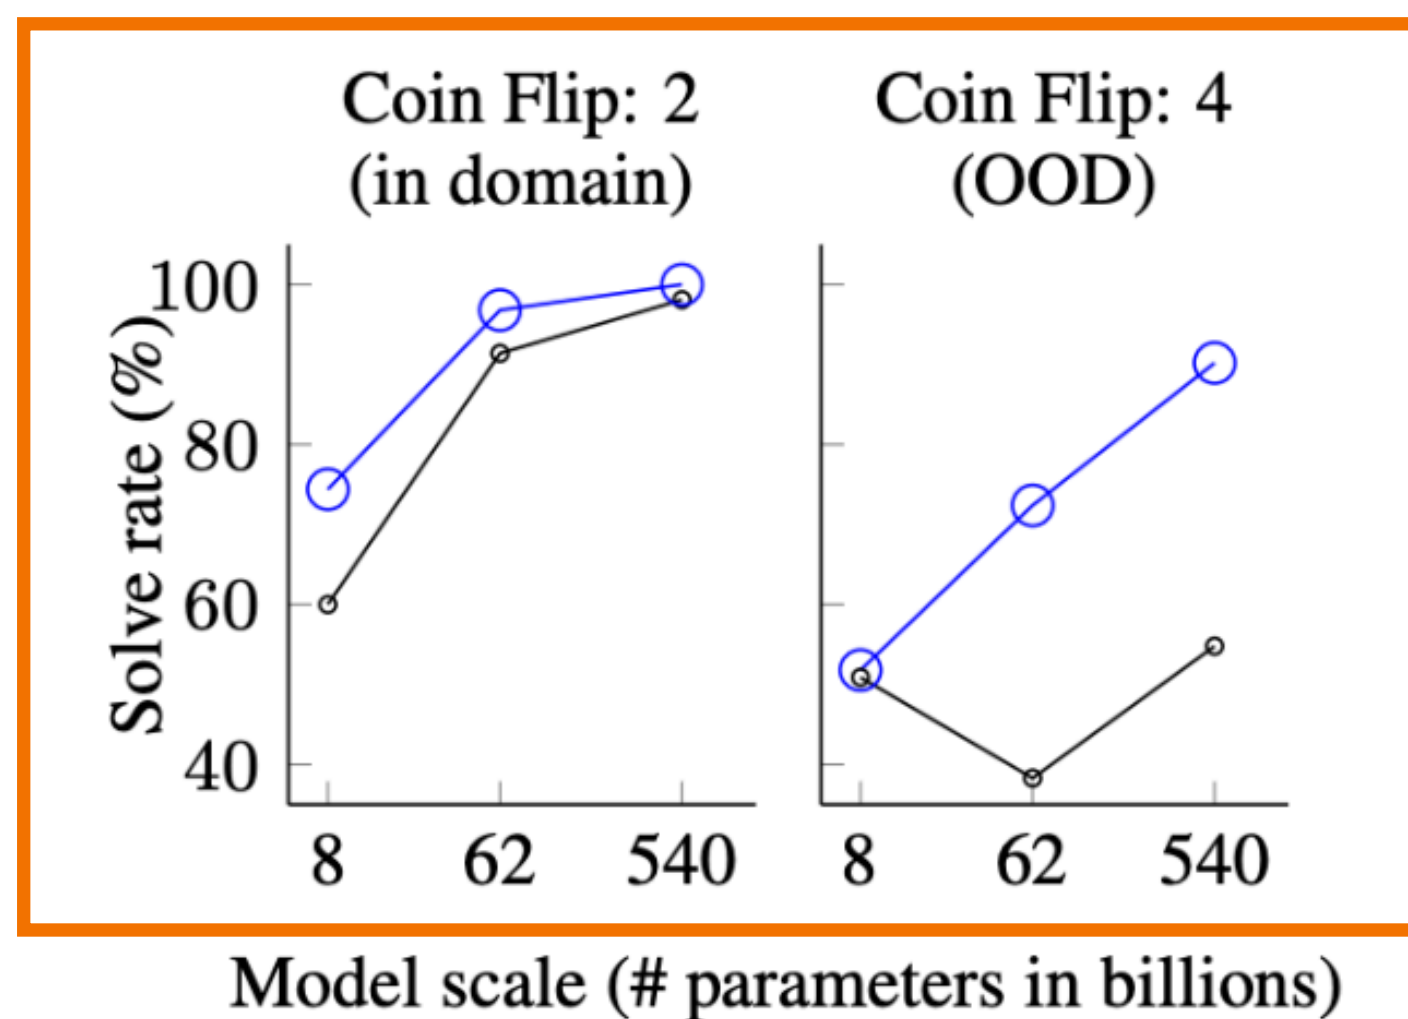 Coin Flip: 2
(in domain)
Coin Flip: 4
(OOD)
Solve rate (%)
100
80
60
40
8 62 540
8 62 540
Model scale (# parameters in billions)